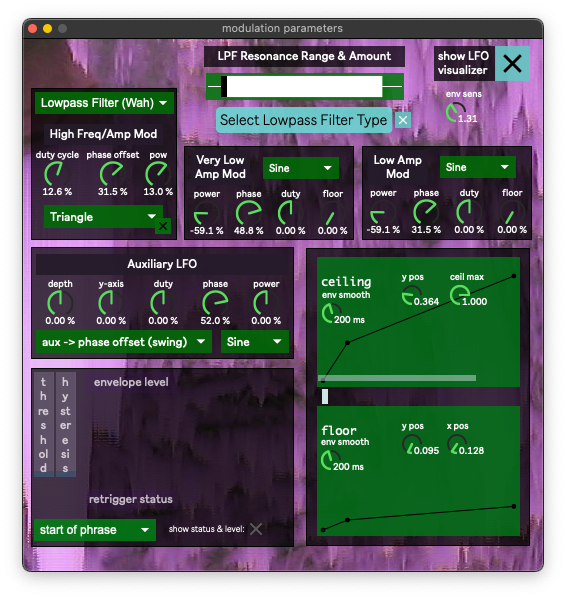 modulation parameters
LPF Resonance Range & Amount
show LFO
visualizer
Lowpass Filter (Wah)
env sens
1.31
Select Lowpass Filter Type
High Freq/Amp Mod
duty cycle phase offset pow
12.6 % 31.5 % 13.0 %
Triangle
Very Low
Amp Mod
Sine
power phase duty floor
-59.1 % 48.8 % 0.00 % 0.00 %
Low Amp
Mod
Sine
power phase duty floor
-59.1 % 31.5 % 0.00 % 0.00 %
Auxiliary LFO
depth y-axis duty phase power
0.00 % 0.00 % 0.00 % 52.0 % 0.00 %
aux -> phase offset (swing) Sine
ceiling
env smooth
200 ms
y pos
0.364
ceil max
1.000
threshold
hysteresis
envelope level
retrigger status
start of phrase
show status & level:
floor
env smooth
200 ms
y pos
0.095
x pos
0.128